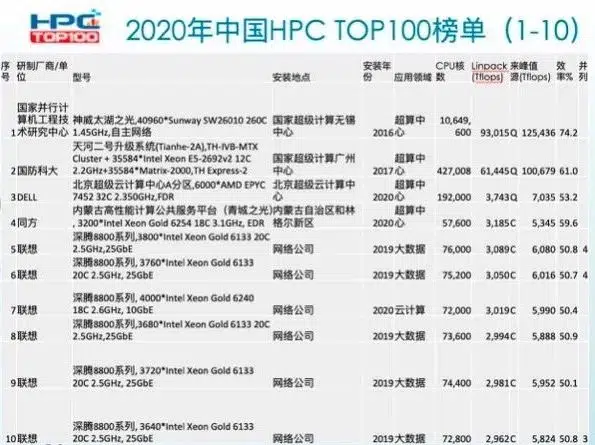 HPC TOP100
2020年中国HPC TOP100榜单（1-10）
序号 研制厂商/单位 型号 安装地点 安装年份 应用领域 CPU核数 Linpack(Tflops) 来源 峰值(Tflops) 效率% 并列
1 国家并行计算机工程技术研究中心 神威太湖之光,40960*Sunway SW26010 260C 1.45GHz,自主网络 国家超级计算无锡中心 2016 超算中心 10,649,600 93,015 Q 125,436 74.2
2 国防科大 天河二号升级系统(Tianhe-2A),TH-IVB-MTX Cluster + 35584*Intel Xeon ES-2692v2 12C 2.2GHz+35584 Matrix-2000,TH Express-2 国家超级计算广州中心 2017 超算中心 427,008 61,445 Q 100,679 61.0
3 DELL 北京超级云计算中心A分区,6000*AMD EPYC 7452 32C 2.350GHz,FDR 北京超级云计算中心 2020 超算中心 192,000 3,743 Q 7,035 53.2
4 同方 内蒙古高性能计算公共服务平台（青城之光）, 3200*Intel Xeon Gold 6254 18C 3.1GHz, EDR 内蒙古自治区和林格尔新区 2020 超算中心 57,600 3,185 C 5,345 59.6
5 联想 深腾8800系列,3800*Intel Xeon Gold 6133 20C 2.5GHz,25GbE 网络公司 2019 大数据 76,000 3,089 C 6,080 50.8 4
6 联想 深腾8800系列, 3760*Intel Xeon Gold 6133 20C 2.5GHz, 25GbE 网络公司 2019 大数据 75,200 3,050 C 6,016 50.7 4
7 联想 深腾8800系列, 4000*Intel Xeon Gold 6240 18C 2.6GHz, 10GbE 网络公司 2020 云计算 72,000 3,019 C 5,990 50.4
8 联想 深腾8800系列,3680*Intel Xeon Gold 6133 20C 2.5GHz,25GbE 网络公司 2019 大数据 73,600 2,994 C 5,888 50.9
9 联想 深腾8800系列, 3720*Intel Xeon Gold 6133 20C 2.5GHz, 25GbE 网络公司 2019 大数据 74,400 2,981 C 5,952 50.1
10 联想 深腾8800系列, 3640*Intel Xeon Gold 6133 20C 2.5GHz, 25GbE 网络公司 2019 大数据 72,800 2,962 C 5,824 50.8 3